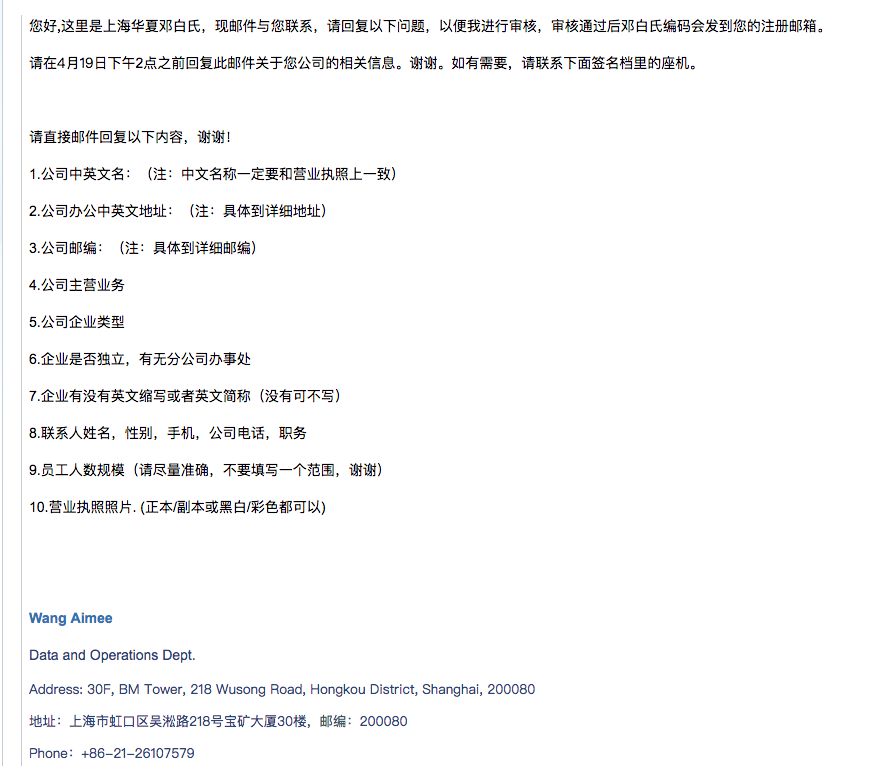 您好,这里是上海华夏邓白氏，现邮件与您联系，请回复以下问题，以便我进行审核，审核通过后邓白氏编码会发到您的注册邮箱。
请在4月19日下午2点之前回复此邮件关于您公司的相关信息。谢谢。如有需要，请联系下面签名档里的座机。
请直接邮件回复以下内容，谢谢！
1.公司中英文名：（注：中文名称一定要和营业执照上一致）
2.公司办公中英文地址：（注：具体到详细地址）
3.公司邮编：（注：具体到详细邮编）
4.公司主营业务
5.公司企业类型
6.企业是否独立，有无分公司办事处
7.企业有没有英文缩写或者英文简称（没有可不写）
8.联系人姓名，性别，手机，公司电话，职务
9.员工人数规模（请尽量准确，不要填写一个范围，谢谢）
10.营业执照照片. (正本/副本或黑白/彩色都可以)
Wang Aimee
Data and Operations Dept.
Address: 30F, BM Tower, 218 Wusong Road, Hongkou District, Shanghai, 200080
地址：上海市虹口区吴淞路218号宝矿大厦30楼，邮编：200080
Phone：+86–21–26107579